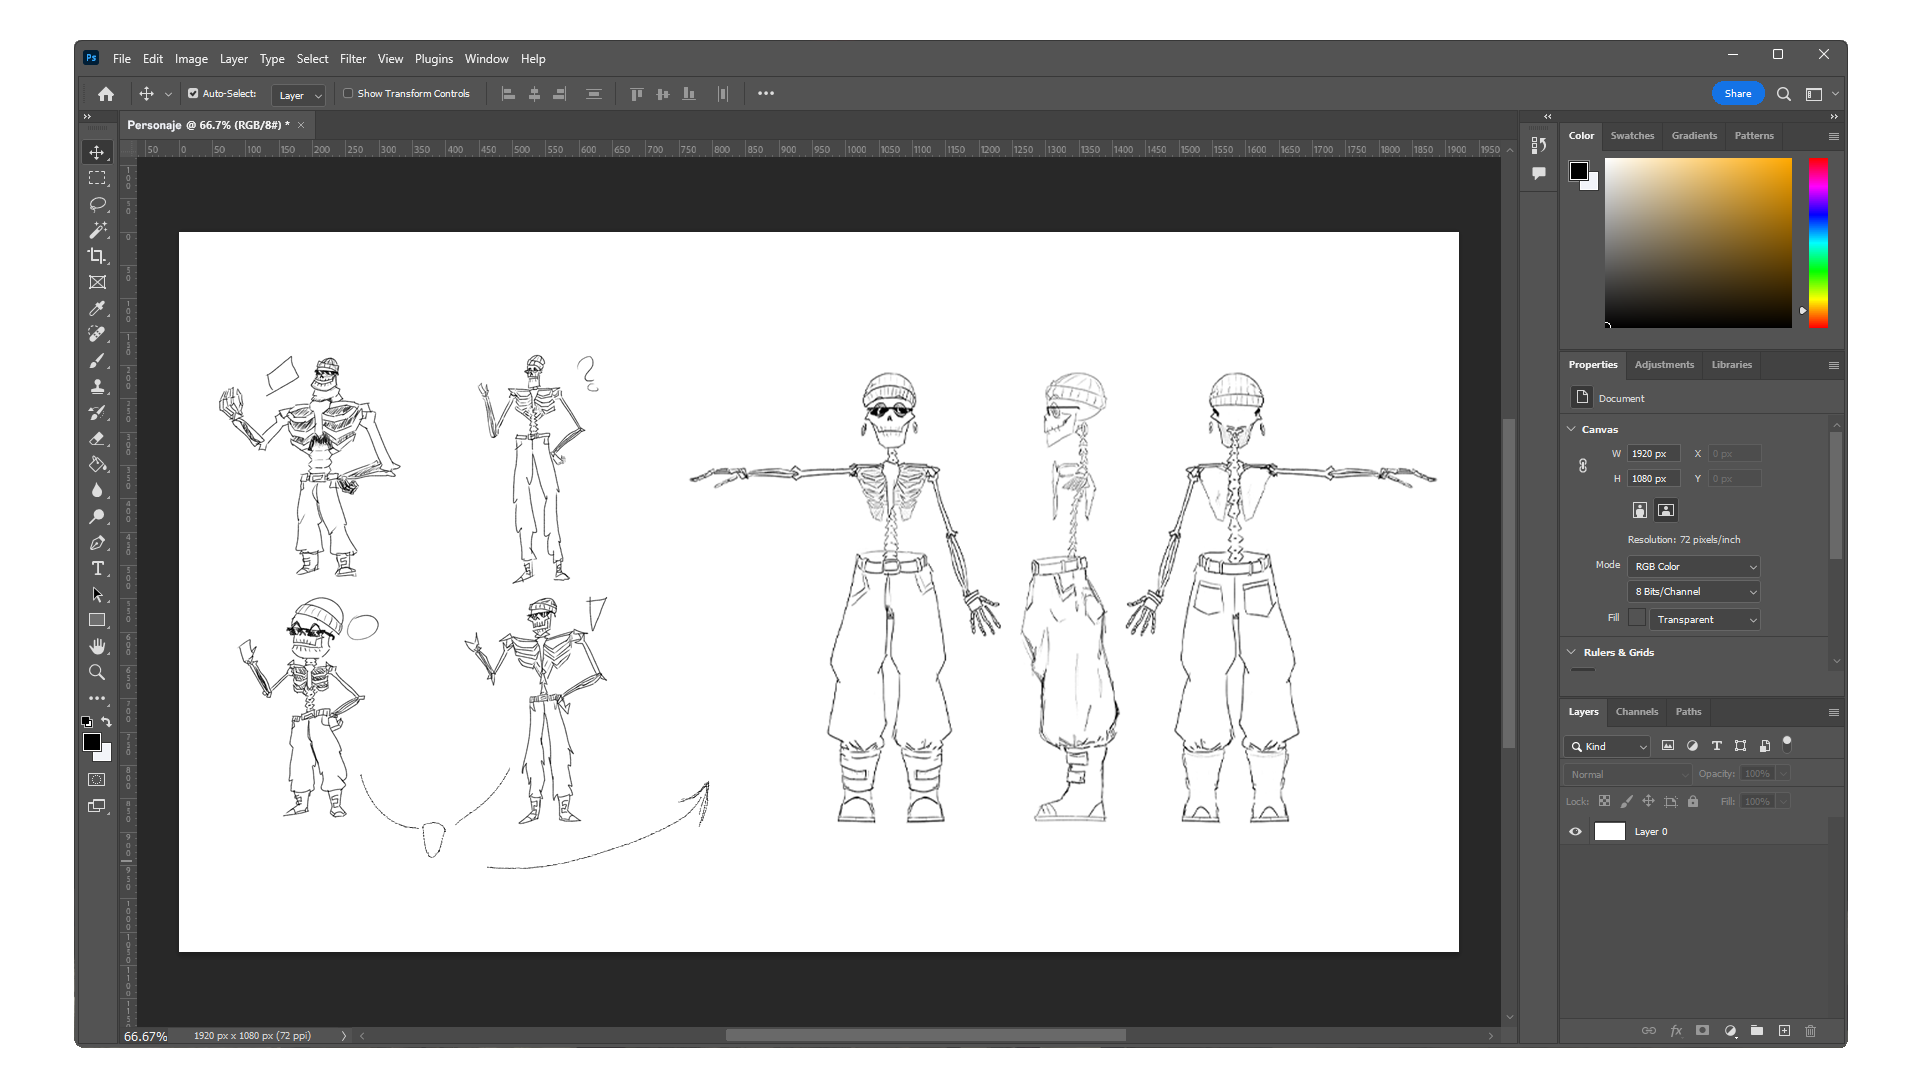 Ps File Edit Image Layer Type Select Filter View Plugins Window Help
Auto-Select: Layer Show Transform Controls ••• Share
Personaje @ 66.7% (RGB/8#) * ×
50 0 50 100 150 200 250 300 350 400 450 500 550 600 650 700 750 800 850 900 950 1000 1050 1100 1150 1200 1250 1300 1350 1400 1450 1500 1550 1600 1650 1700 1750 1800 1850 1900 1950
Color Swatches Gradients Patterns
Properties Adjustments Libraries
Document
Canvas
W 1920 px X 0 px
H 1080 px Y 0 px
Resolution: 72 pixels/inch
Mode RGB Color
8 Bits/Channel
Fill Transparent
Rulers & Grids
Layers Channels Paths
Kind
Normal Opacity: 100%
Lock: Fill: 100%
Layer 0
fx
66.67% 1920 px x 1080 px (72 ppi)